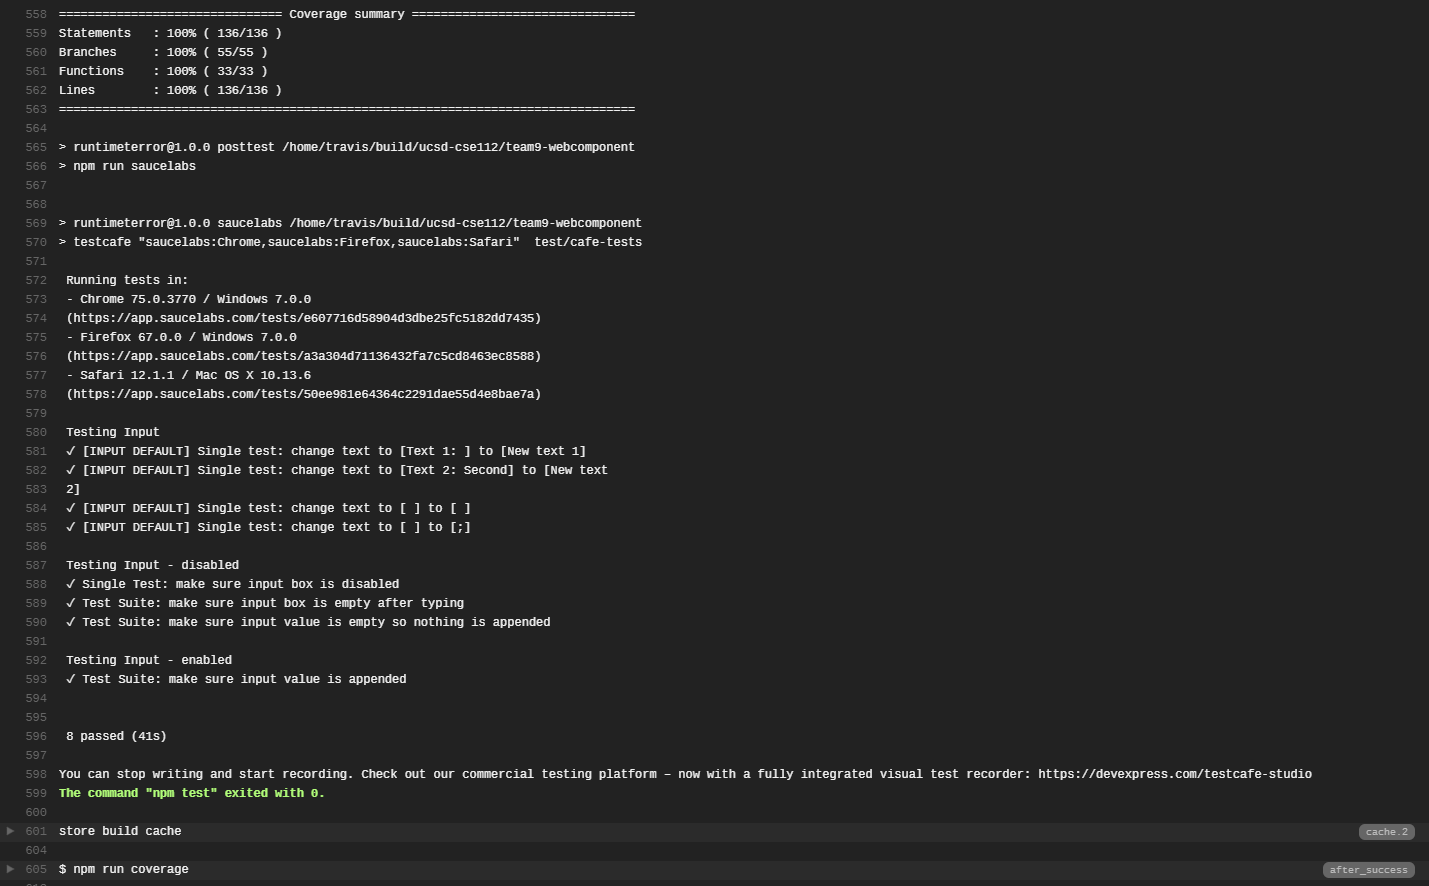 558 =============================== Coverage summary ===============================
559 Statements   : 100% ( 136/136 )
560 Branches     : 100% ( 55/55 )
561 Functions    : 100% ( 33/33 )
562 Lines        : 100% ( 136/136 )
563 ================================================================================
564
565 > runtimeterror@1.0.0 posttest /home/travis/build/ucsd-cse112/team9-webcomponent
566 > npm run saucelabs
567
568
569 > runtimeterror@1.0.0 saucelabs /home/travis/build/ucsd-cse112/team9-webcomponent
570 > testcafe "saucelabs:Chrome,saucelabs:Firefox,saucelabs:Safari"  test/cafe-tests
571
572  Running tests in:
573  - Chrome 75.0.3770 / Windows 7.0.0
574  (https://app.saucelabs.com/tests/e607716d58904d3dbe25fc5182dd7435)
575  - Firefox 67.0.0 / Windows 7.0.0
576  (https://app.saucelabs.com/tests/a3a304d71136432fa7c5cd8463ec8588)
577  - Safari 12.1.1 / Mac OS X 10.13.6
578  (https://app.saucelabs.com/tests/50ee981e64364c2291dae55d4e8bae7a)
579
580  Testing Input
581  ✓ [INPUT DEFAULT] Single test: change text to [Text 1: ] to [New text 1]
582  ✓ [INPUT DEFAULT] Single test: change text to [Text 2: Second] to [New text
583  2]
584  ✓ [INPUT DEFAULT] Single test: change text to [ ] to [ ]
585  ✓ [INPUT DEFAULT] Single test: change text to [ ] to [;]
586
587  Testing Input - disabled
588  ✓ Single Test: make sure input box is disabled
589  ✓ Test Suite: make sure input box is empty after typing
590  ✓ Test Suite: make sure input value is empty so nothing is appended
591
592  Testing Input - enabled
593  ✓ Test Suite: make sure input value is appended
594
595
596  8 passed (41s)
597
598 You can stop writing and start recording. Check out our commercial testing platform – now with a fully integrated visual test recorder: https://devexpress.com/testcafe-studio
599 The command "npm test" exited with 0.
600
601 store build cache cache.2
604
605 $ npm run coverage after_success